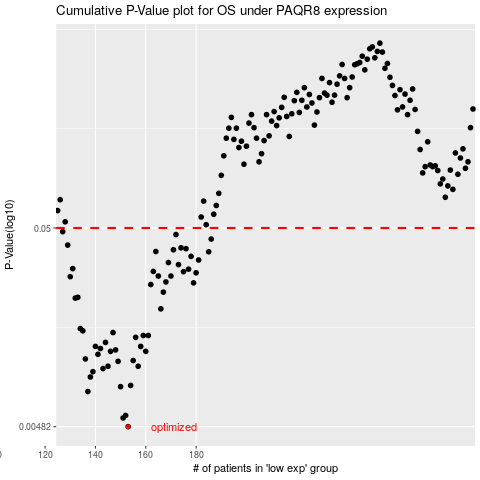 Cumulative P-Value plot for OS under PAQR8 expression
P-Value(log10)
0.05
0.00482
optimized
0
120
140
160
180
# of patients in 'low exp' group